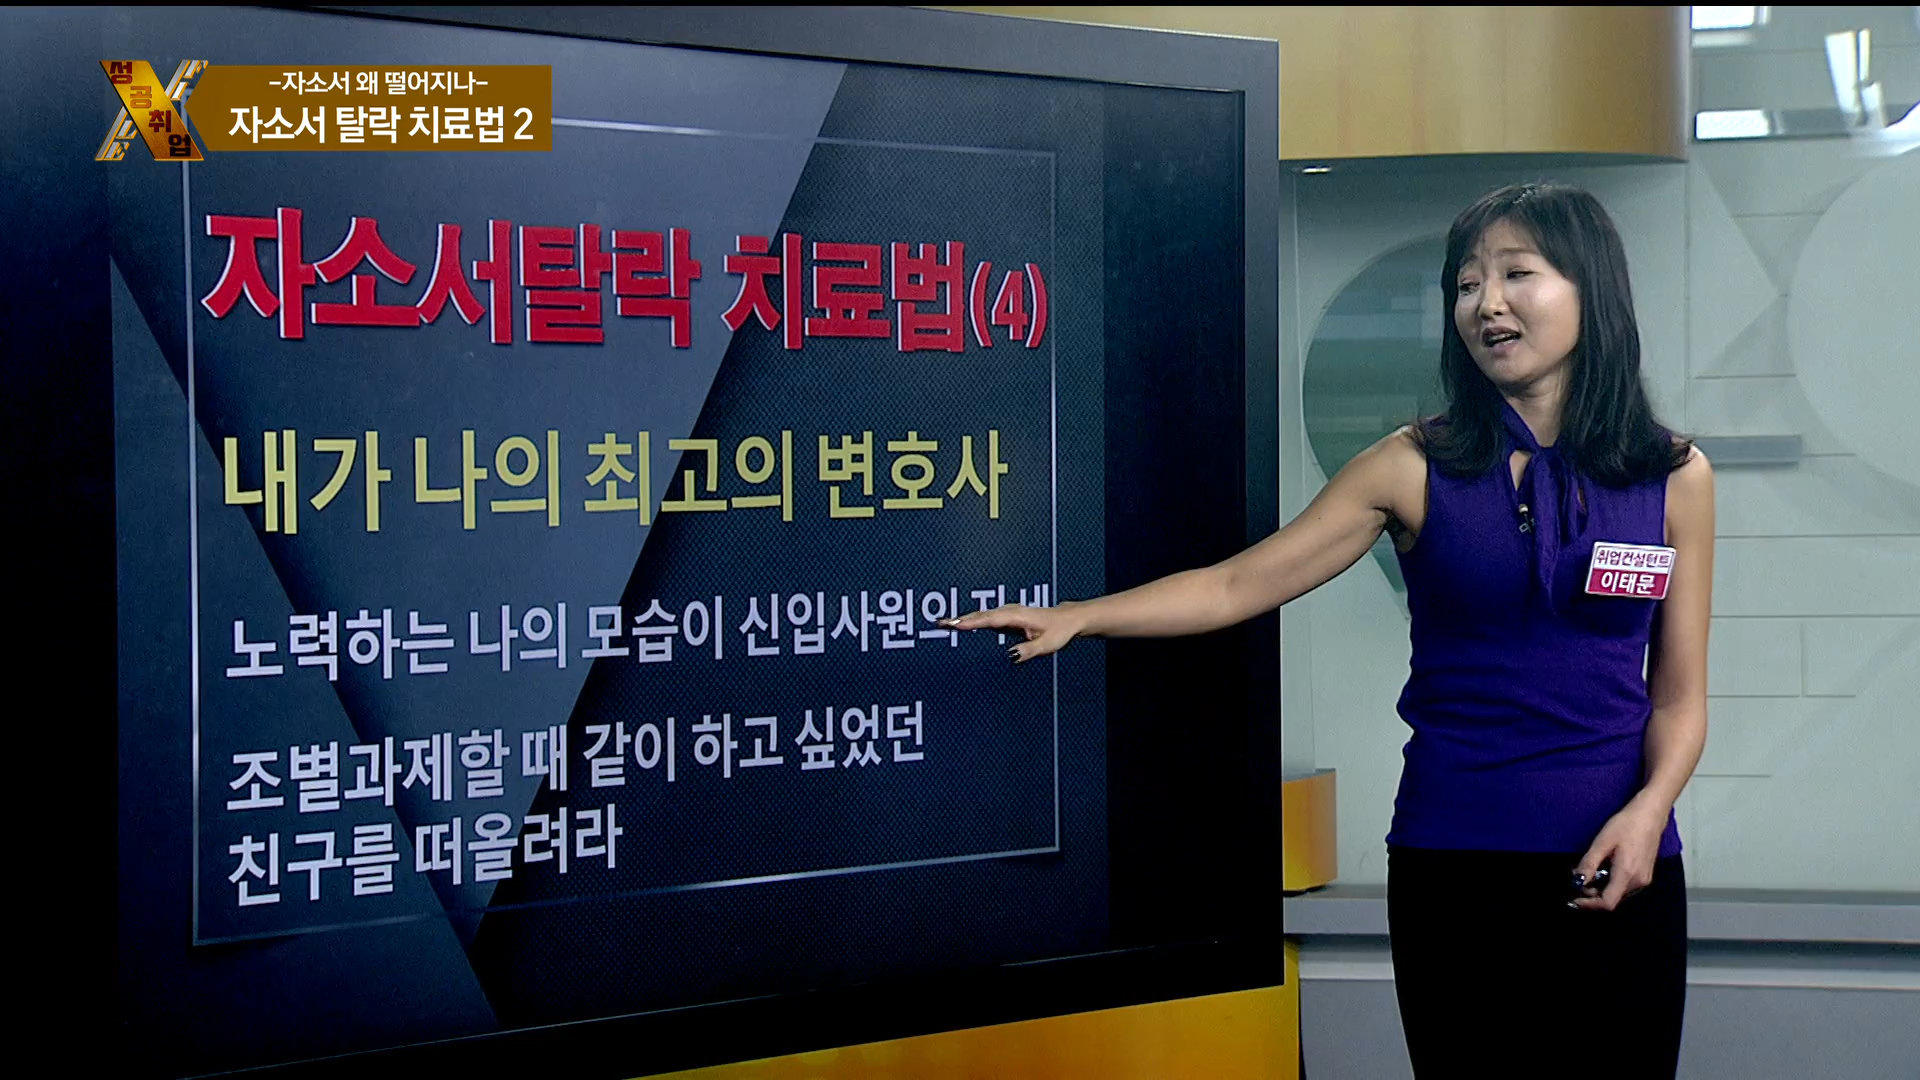 성공취업
X
FILE
-자소서 왜 떨어지나-
자소서 탈락 치료법 2
자소서탈락 치료법(4)
내가 나의 최고의 변호사
노력하는 나의 모습이 신입사원의
조별과제할 때 같이 하고 싶었던
친구를 떠올려라
취업컨설턴트
이태문